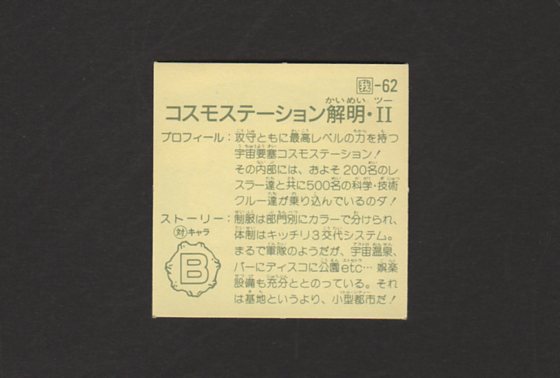 我-62
かいめい ツー
コスモステーション解明・II
プロフィール：攻守ともに最高レベルの力を持つ
宇宙要塞コスモステーション！
その内部には、およそ200名のレ
スラー達と共に500名の科学・技術
クルー達が乗り込んでいるのダ！
ストーリー：制服は部門別にカラーで分けられ、
対キャラ
体制はキッチリ3交代システム。
B
まるで軍隊のようだが、宇宙温泉、
バーにディスコに公園etc…娯楽
設備も充分ととのっている。それ
は基地というより、小型都市だ！